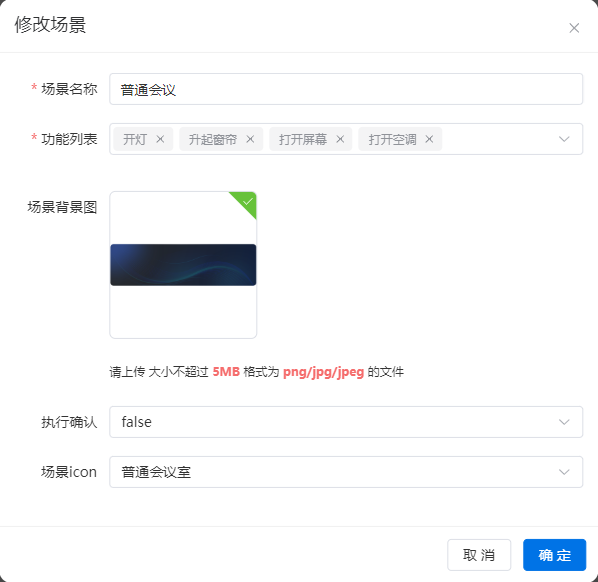 修改场景
* 场景名称 普通会议
* 功能列表 开灯 升起窗帘 打开屏幕 打开空调
场景背景图
请上传 大小不超过 5MB 格式为 png/jpg/jpeg 的文件
执行确认 false
场景icon 普通会议室
取 消 确 定